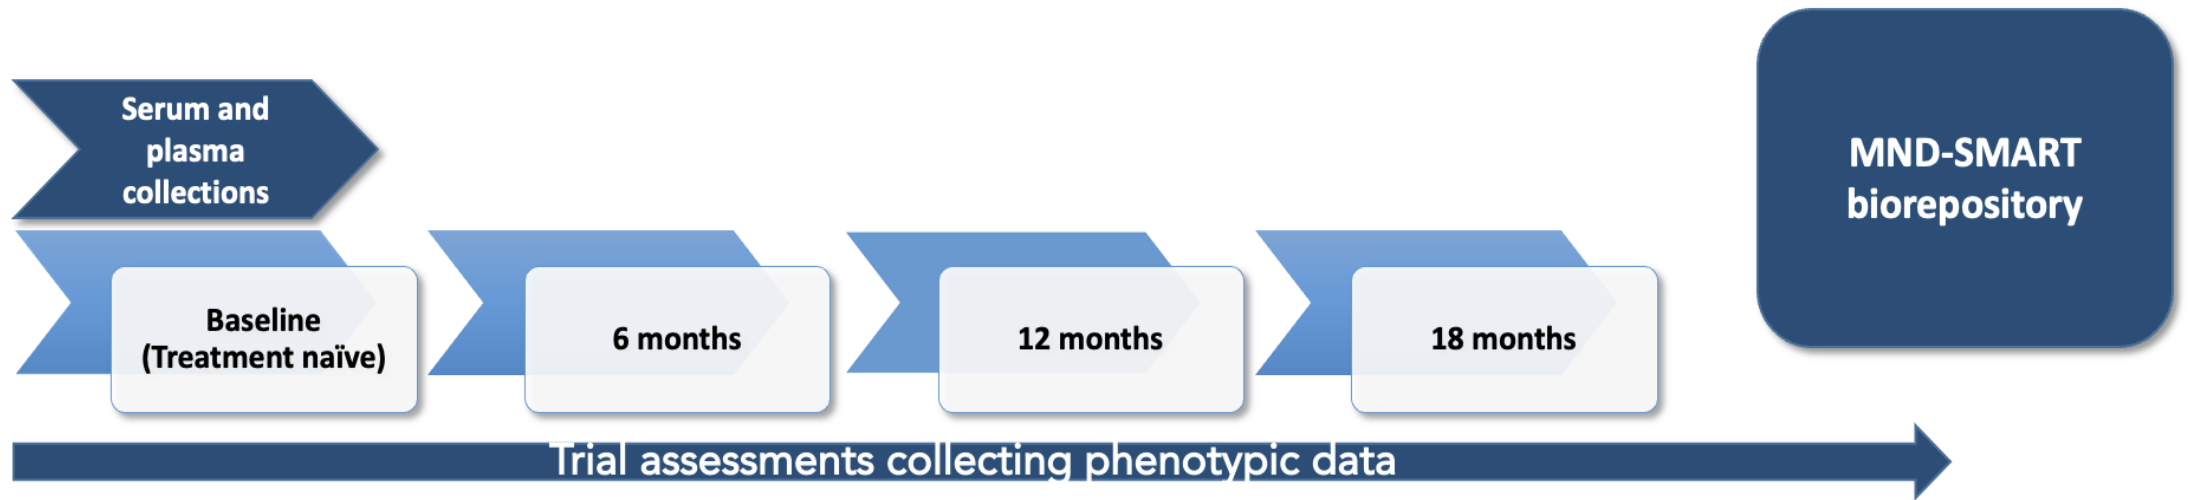 Serum and
plasma
collections
MND-SMART
biorepository
Baseline
(Treatment naïve)
6 months
12 months
18 months
Trial assessments collecting phenotypic data